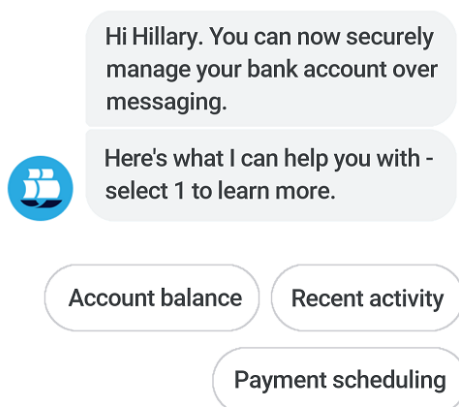 Hi Hillary. You can now securely
manage your bank account over
messaging.
Here's what I can help you with -
select 1 to learn more.
Account balance
Recent activity
Payment scheduling